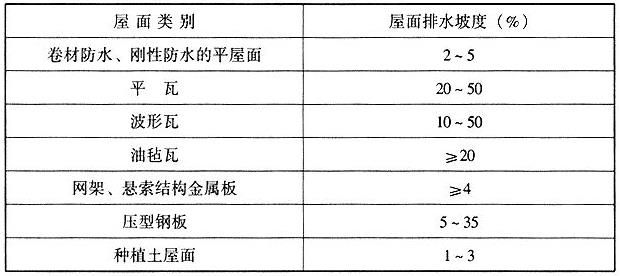 屋面类别 屋面排水坡度（%）
卷材防水、刚性防水的平屋面 2~5
平瓦 20~50
波形瓦 10~50
油毡瓦 ⩾20
网架、悬索结构金属板 ⩾4
压型钢板 5~35
种植土屋面 1~3